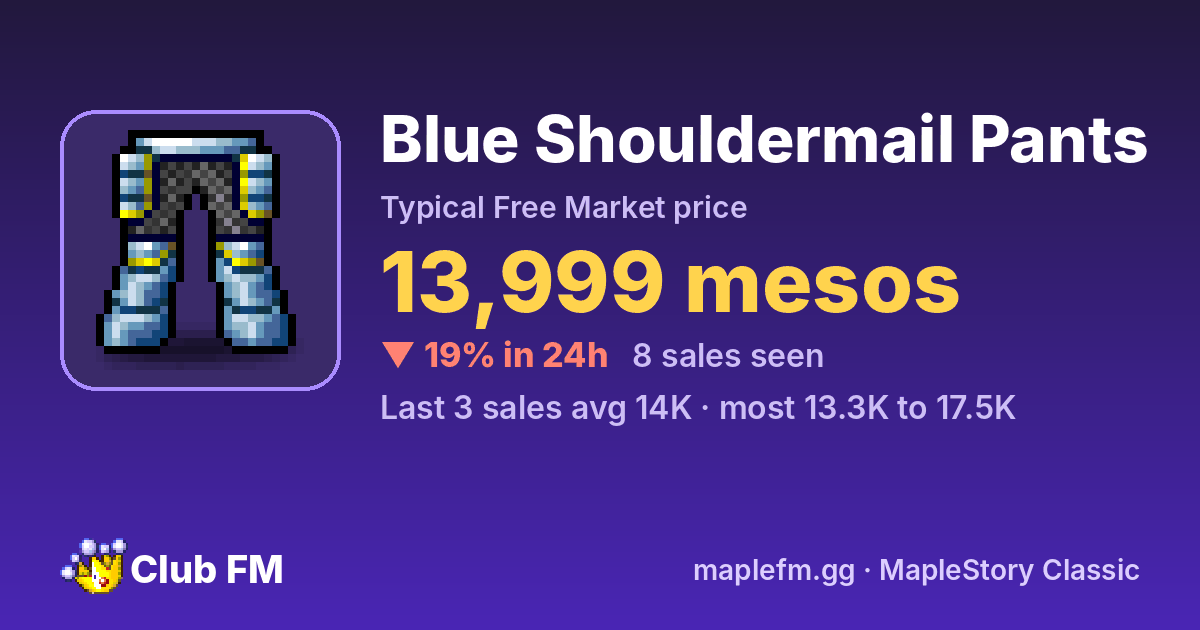 Blue Shouldermail Pants
Typical Free Market price
13,999 mesos
▼ 19% in 24h 8 sales seen
Last 3 sales avg 14K · most 13.3K to 17.5K
Club FM
maplefm.gg · MapleStory Classic